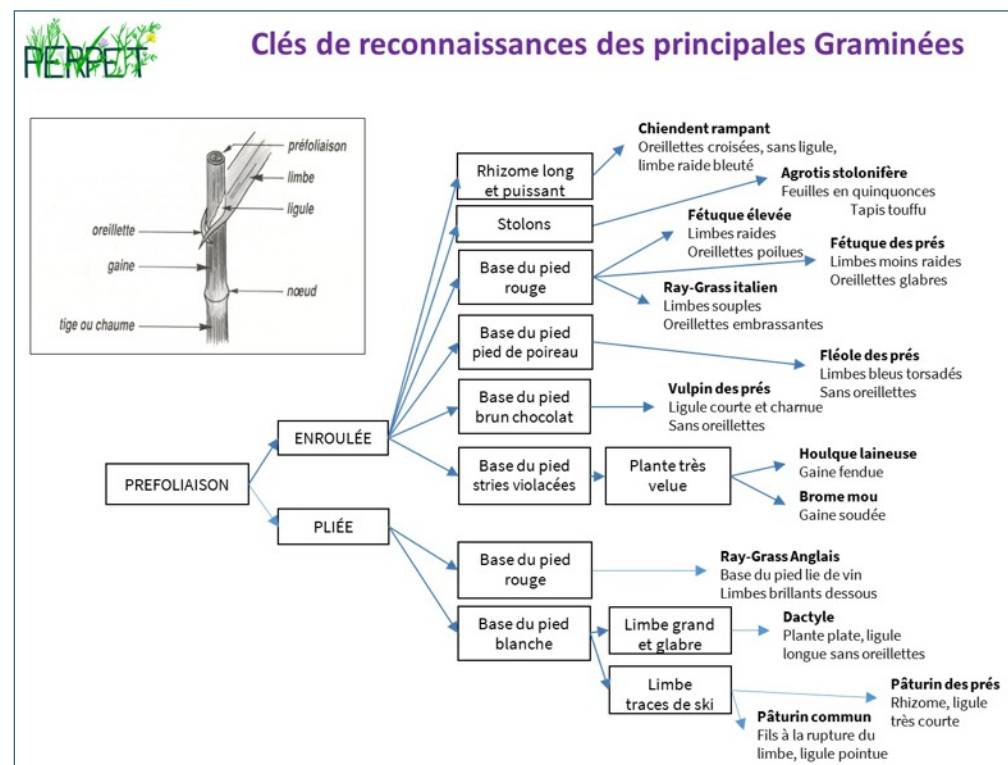 PERPET
Clés de reconnaissances des principales Graminées
préfoliaison
limbe
ligule
oreillette
gaine
nœud
tige ou chaume
PREFOLIAISON
ENROULÉE
PLIÉE
Rhizome long
et puissant
Chiendent rampant
Oreillettes croisées, sans ligule,
limbe raide bleuté
Stolons
Agrotis stolonifère
Feuilles en quinquonces
Tapis touffu
Base du pied
rouge
Fétuque élevée
Limbes raides
Oreillettes poilues
Fétuque des prés
Limbes moins raides
Oreillettes glabres
Ray-Grass italien
Limbes souples
Oreillettes embrassantes
Base du pied
pied de poireau
Fléole des prés
Limbes bleus torsadés
Sans oreillettes
Base du pied
brun chocolat
Vulpin des prés
Ligule courte et charnue
Sans oreillettes
Base du pied
stries violacées
Plante très
velue
Houlque laineuse
Gaine fendue
Brome mou
Gaine soudée
Base du pied
rouge
Ray-Grass Anglais
Base du pied lie de vin
Limbes brillants dessous
Base du pied
blanche
Limbe grand
et glabre
Dactyle
Plante plate, ligule
longue sans oreillettes
Limbe
traces de ski
Pâturin des prés
Rhizome, ligule
très courte
Pâturin commun
Fils à la rupture du
limbe, ligule pointue